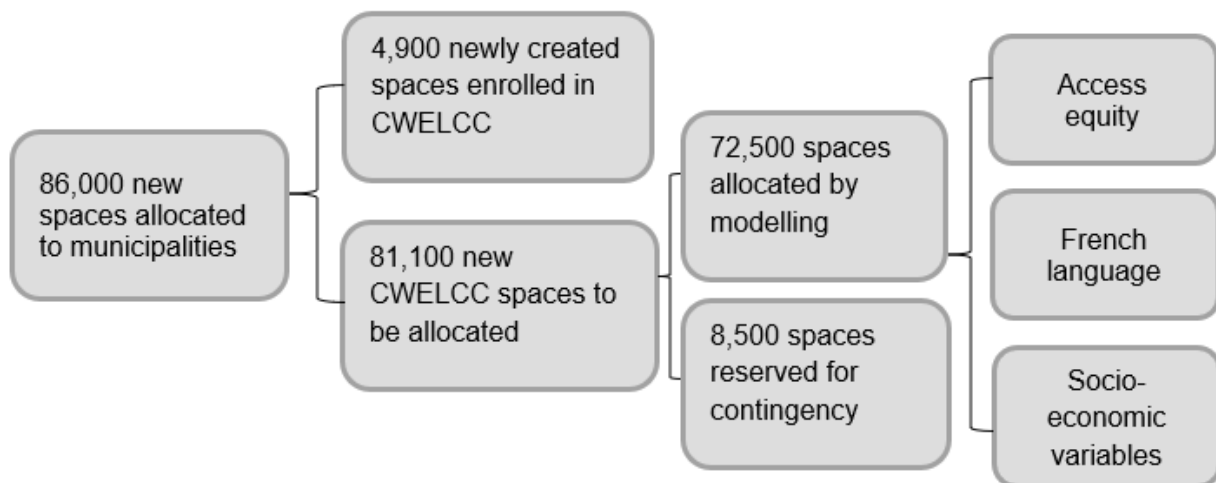 86,000 new
spaces allocated
to municipalities
4,900 newly created
spaces enrolled in
CWELCC
81,100 new
CWELCC spaces to
be allocated
72,500 spaces
allocated by
modelling
8,500 spaces
reserved for
contingency
Access
equity
French
language
Socio-
economic
variables